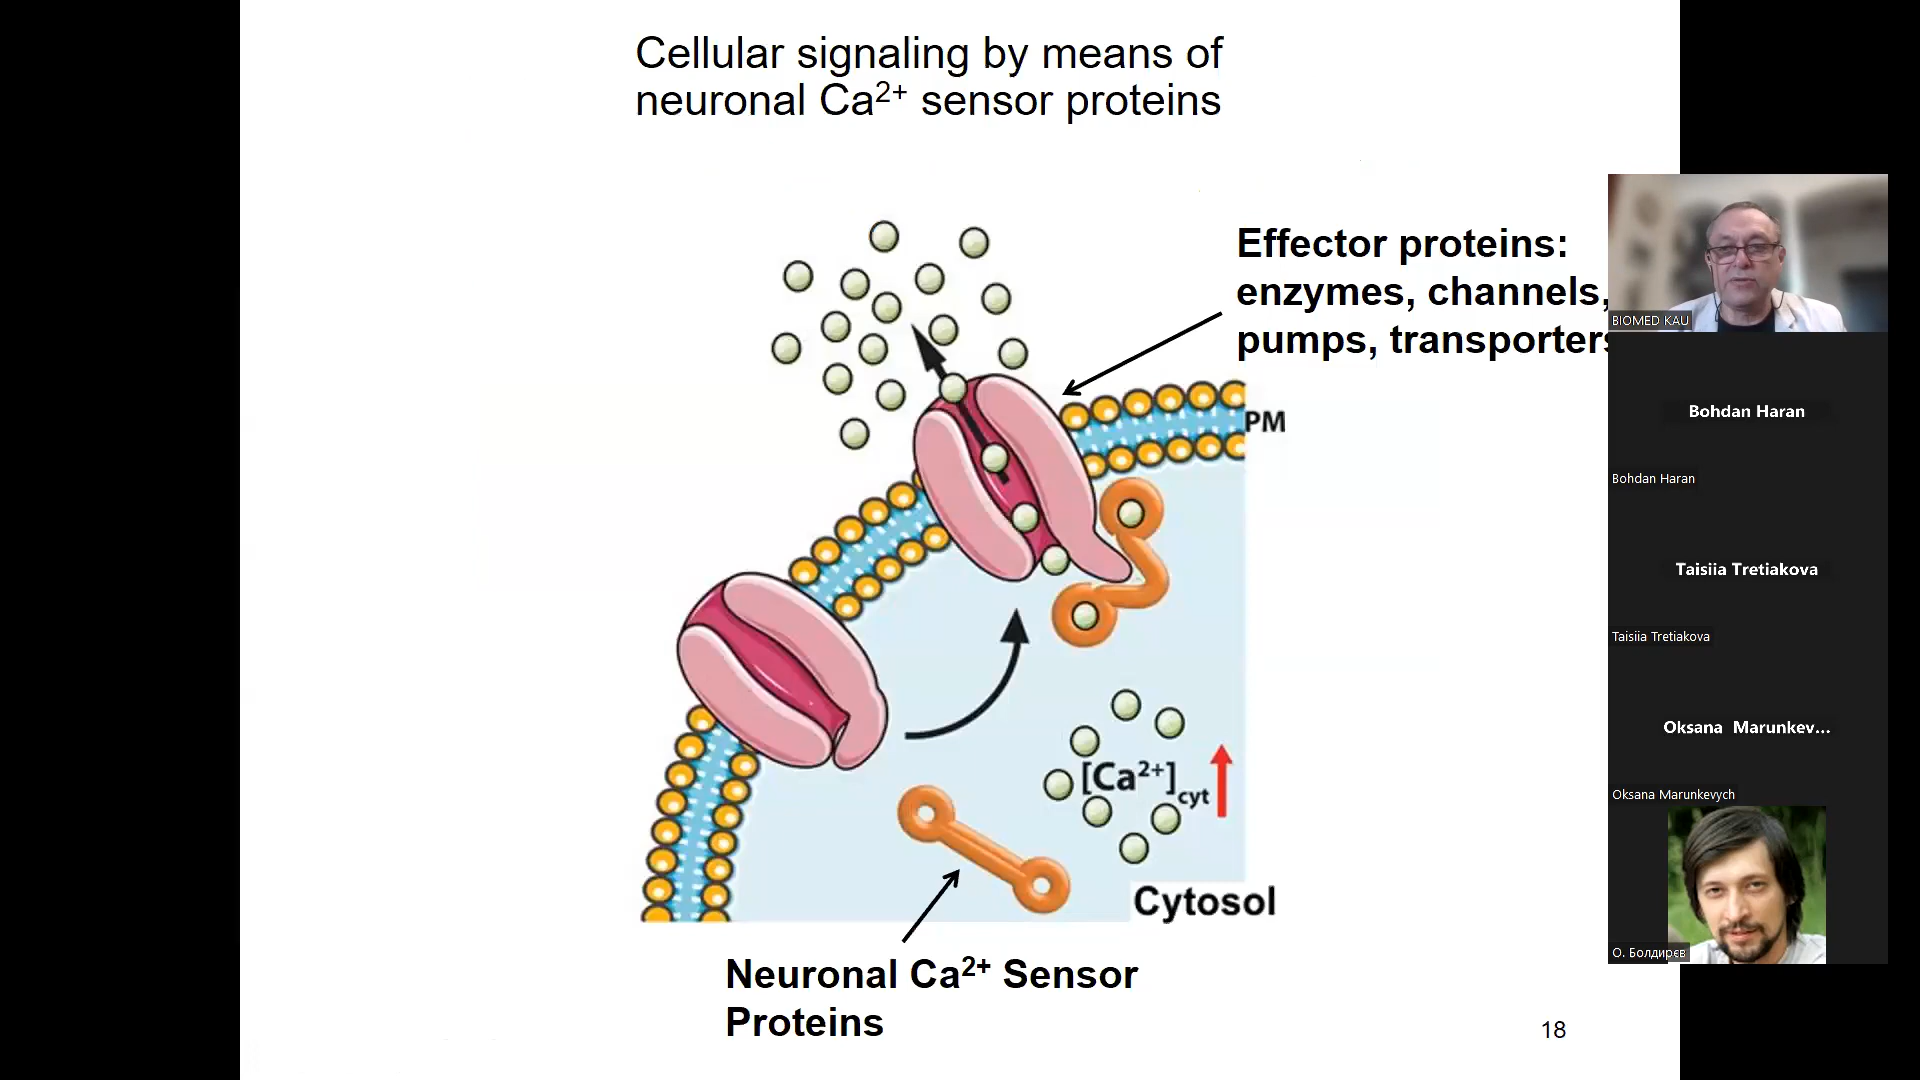 Cellular signaling by means of
neuronal Ca2+ sensor proteins
Effector proteins:
enzymes, channels,
pumps, transporters
PM
[Ca2+]cyt
Cytosol
Neuronal Ca2+ Sensor
Proteins
18
BIOMED KAU
Bohdan Haran
Bohdan Haran
Taisiia Tretiakova
Taisiia Tretiakova
Oksana Marunkev...
Oksana Marunkevych
О. Болдирєв